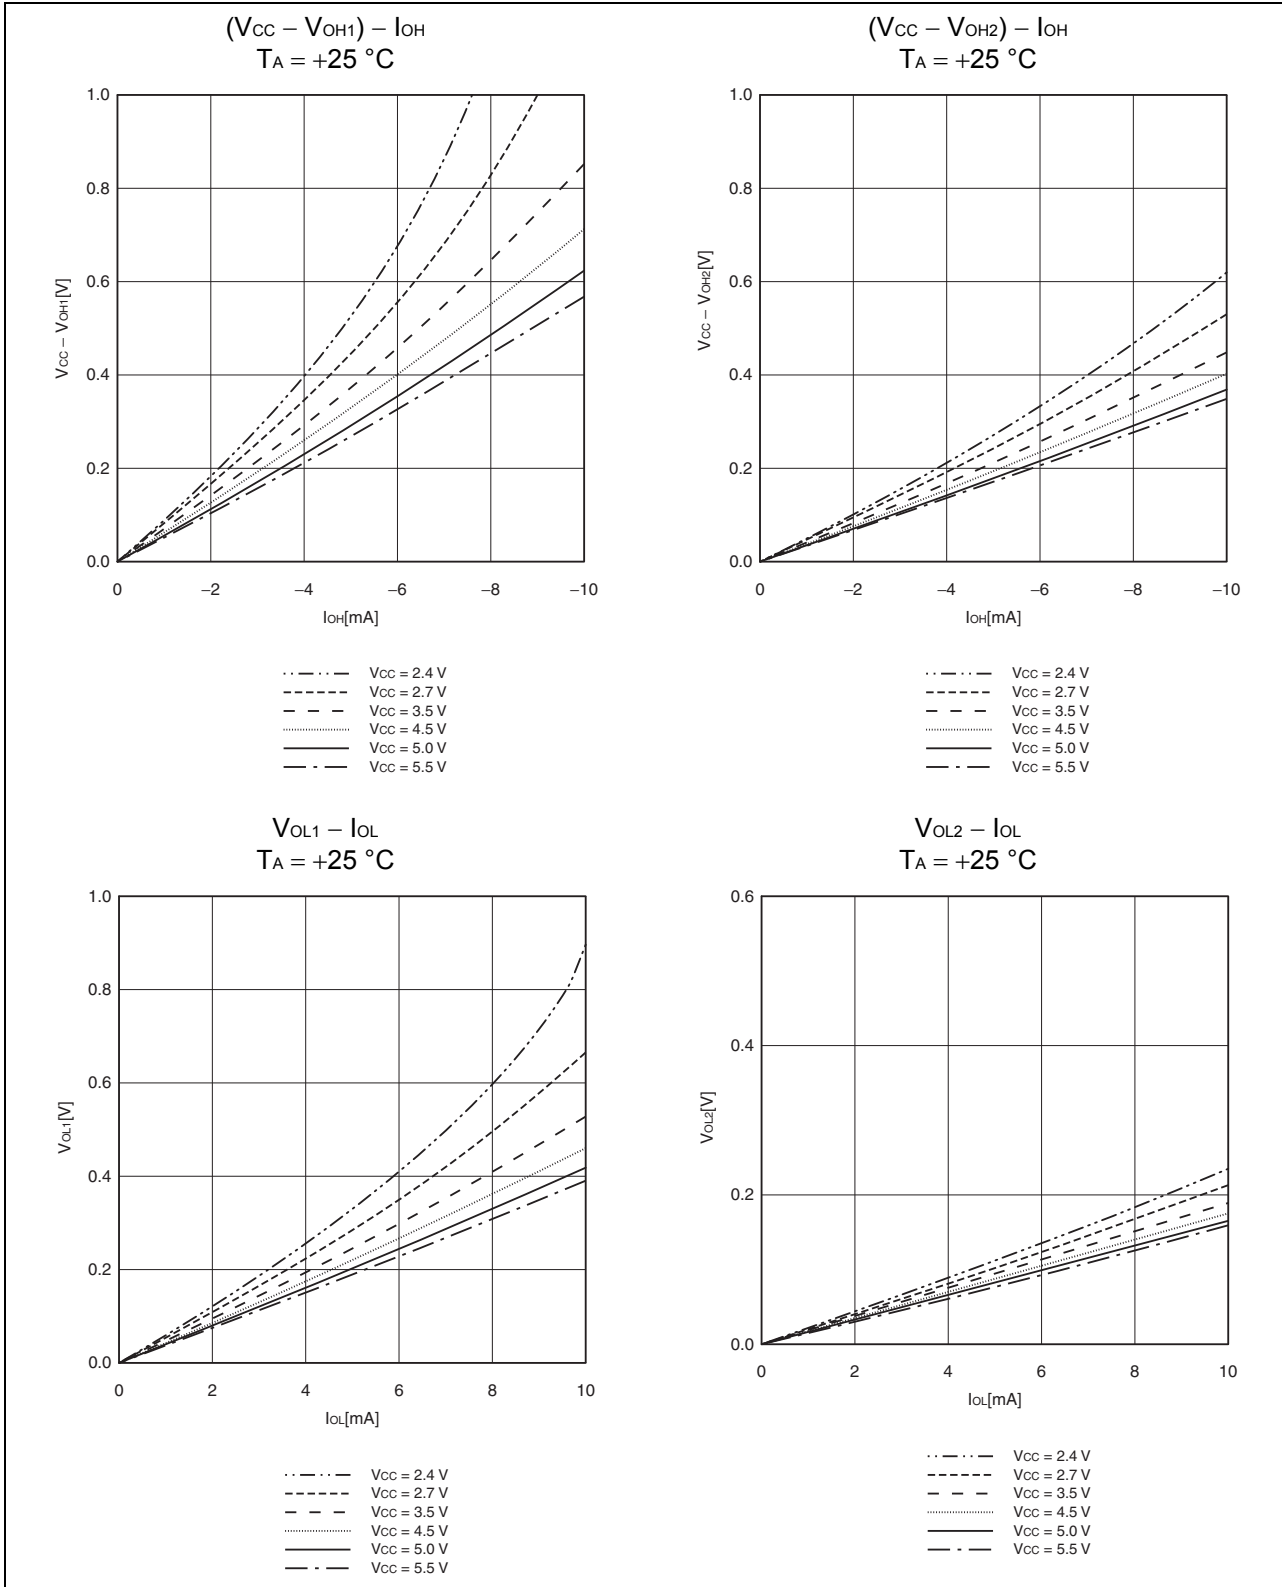 (VCC – VOH1) – IOH
TA = +25 °C
1.0
0.8
0.6
0.4
0.2
0.0
VCC – VOH1[V]
0 –2 –4 –6 –8 –10
IOH[mA]
VCC = 2.4 V
VCC = 2.7 V
VCC = 3.5 V
VCC = 4.5 V
VCC = 5.0 V
VCC = 5.5 V
(VCC – VOH2) – IOH
TA = +25 °C
1.0
0.8
0.6
0.4
0.2
0.0
VCC – VOH2[V]
0 –2 –4 –6 –8 –10
IOH[mA]
VCC = 2.4 V
VCC = 2.7 V
VCC = 3.5 V
VCC = 4.5 V
VCC = 5.0 V
VCC = 5.5 V
VOL1 – IOL
TA = +25 °C
1.0
0.8
0.6
0.4
0.2
0.0
VOL1[V]
0 2 4 6 8 10
IOL[mA]
VCC = 2.4 V
VCC = 2.7 V
VCC = 3.5 V
VCC = 4.5 V
VCC = 5.0 V
VCC = 5.5 V
VOL2 – IOL
TA = +25 °C
0.6
0.4
0.2
0.0
VOL2[V]
0 2 4 6 8 10
IOL[mA]
VCC = 2.4 V
VCC = 2.7 V
VCC = 3.5 V
VCC = 4.5 V
VCC = 5.0 V
VCC = 5.5 V